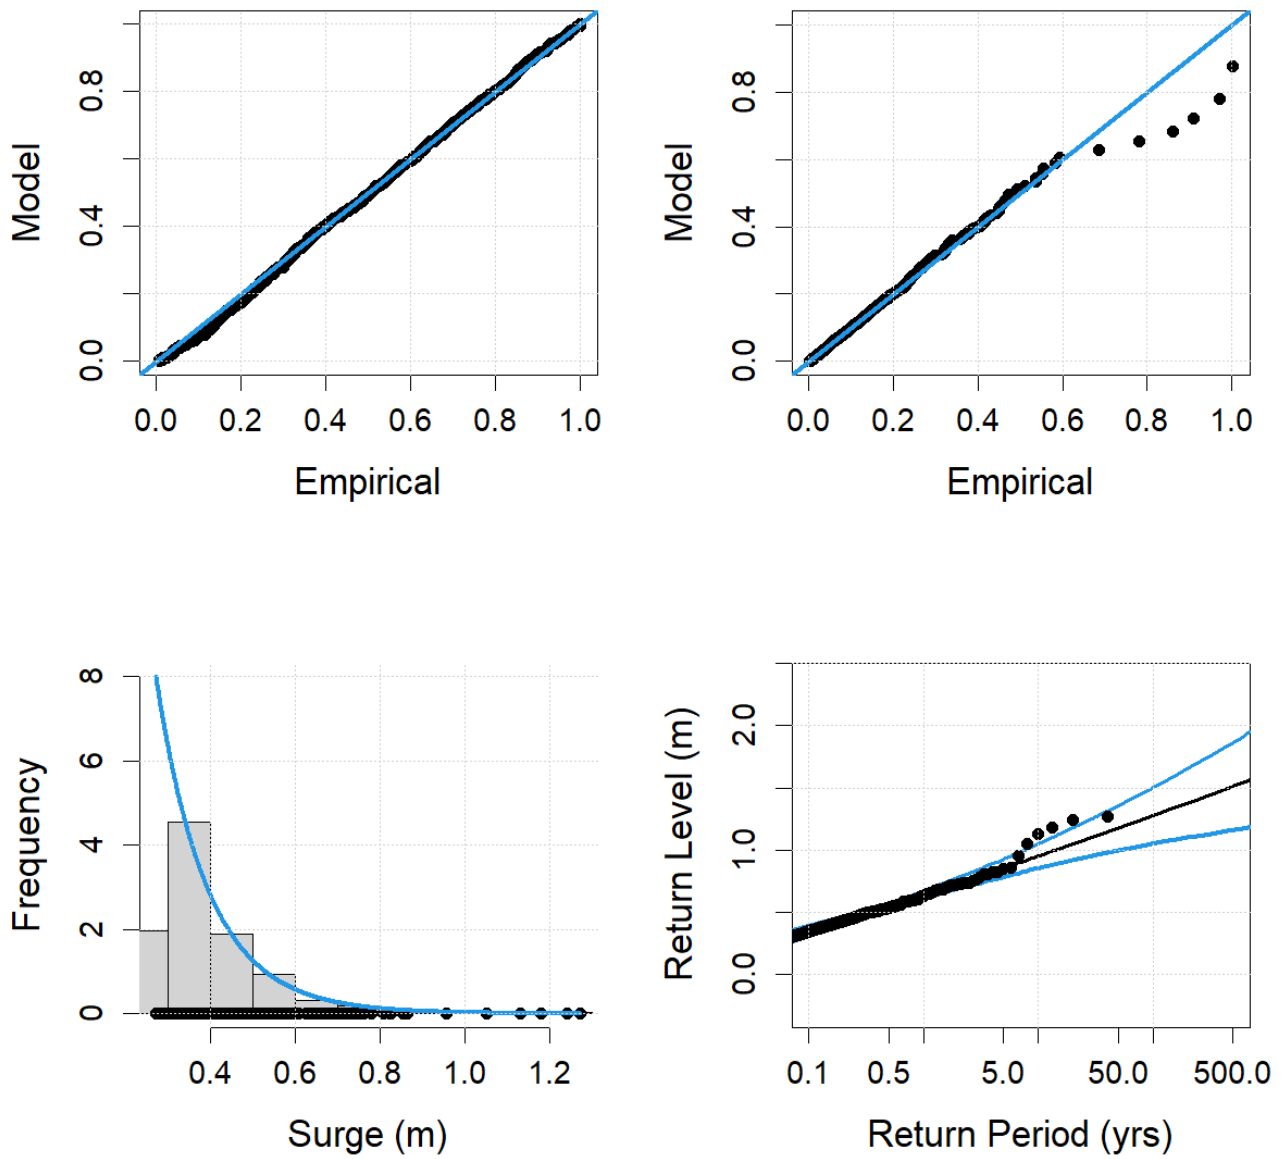 0.8
0.4
0.0
Model
0.0 0.2 0.4 0.6 0.8 1.0
Empirical
0.8
0.4
0.0
Model
0.0 0.2 0.4 0.6 0.8 1.0
Empirical
8
6
4
2
0
Frequency
0.4 0.6 0.8 1.0 1.2
Surge (m)
2.0
1.0
0.0
Return Level (m)
0.1 0.5 5.0 50.0 500.0
Return Period (yrs)